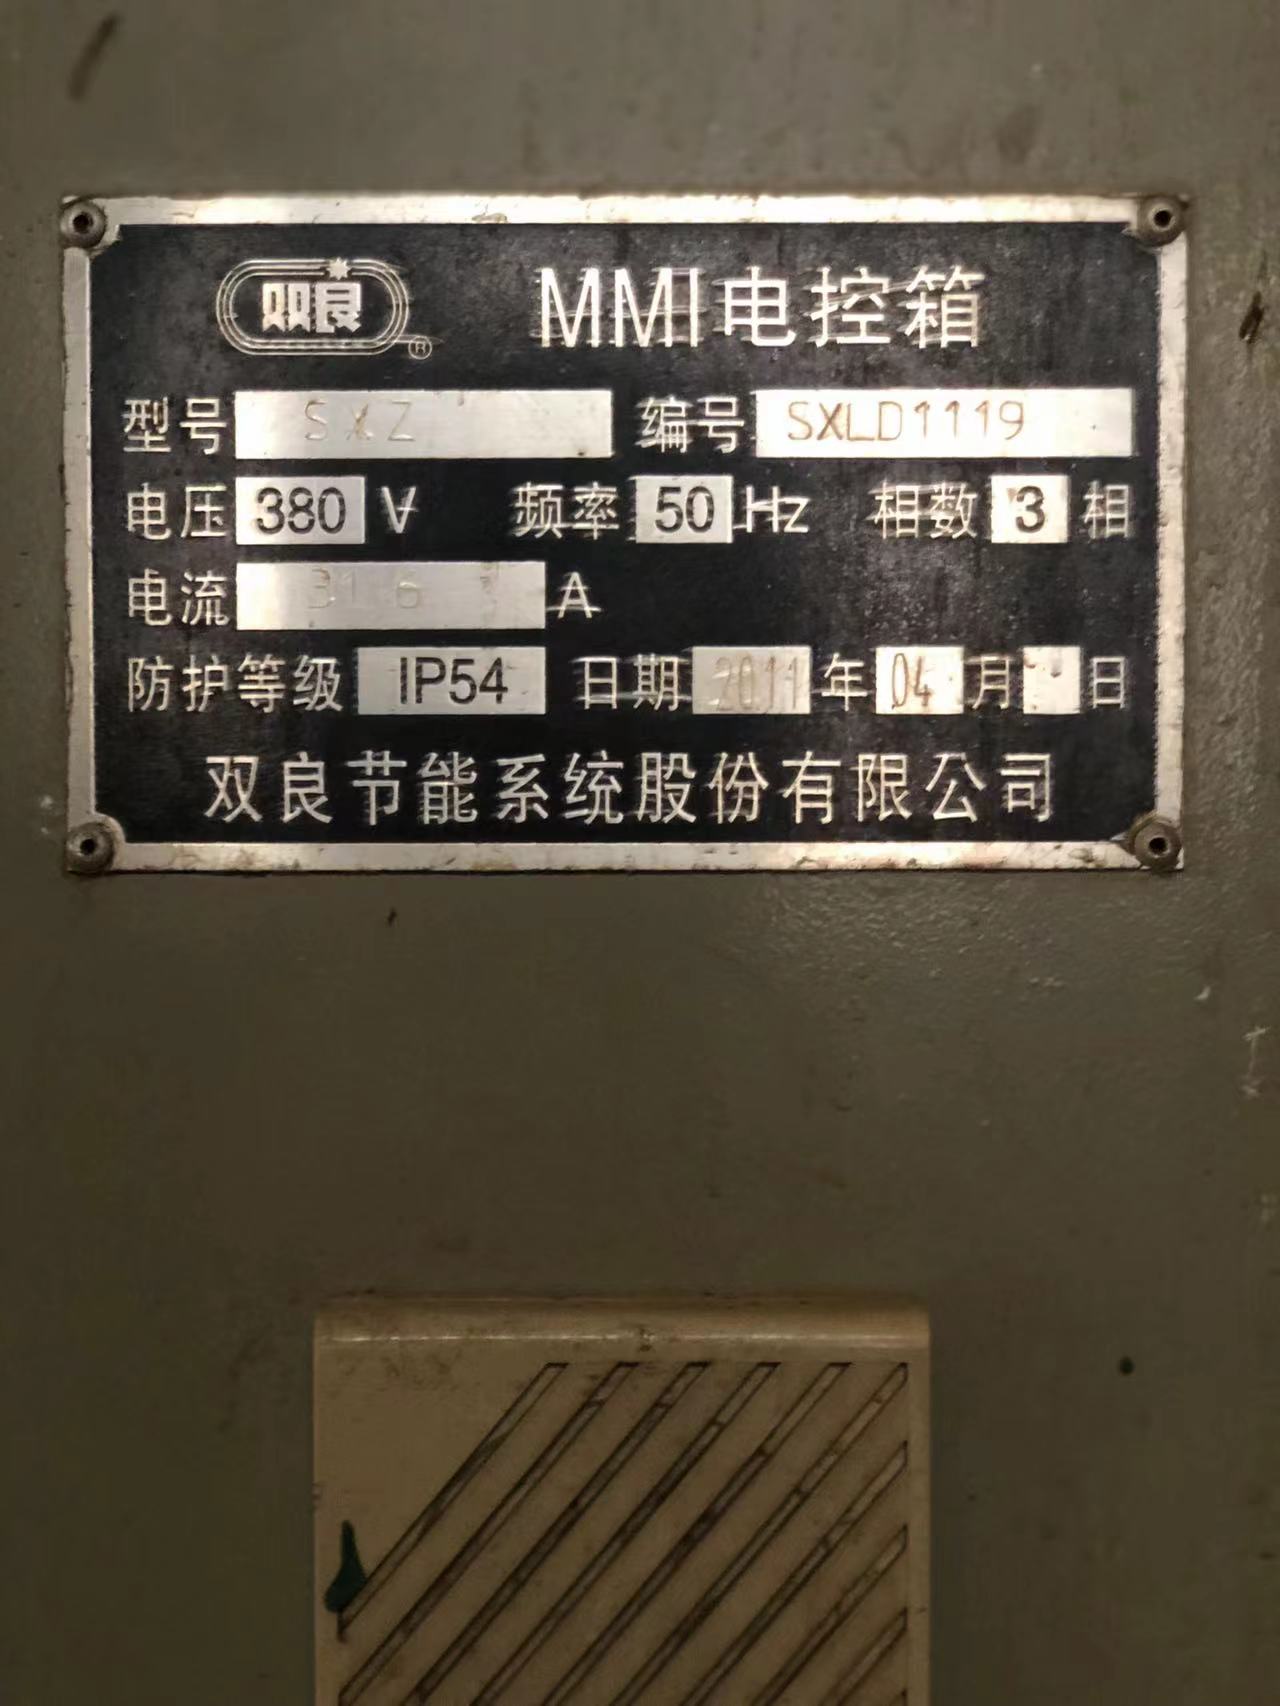 双良 ® MMI电控箱
型号 SXZ 编号 SXLD1119
电压 380 V 频率 50 Hz 相数 3 相
电流 31 6 A
防护等级 IP54 日期 2011 年 04 月 日
双良节能系统股份有限公司